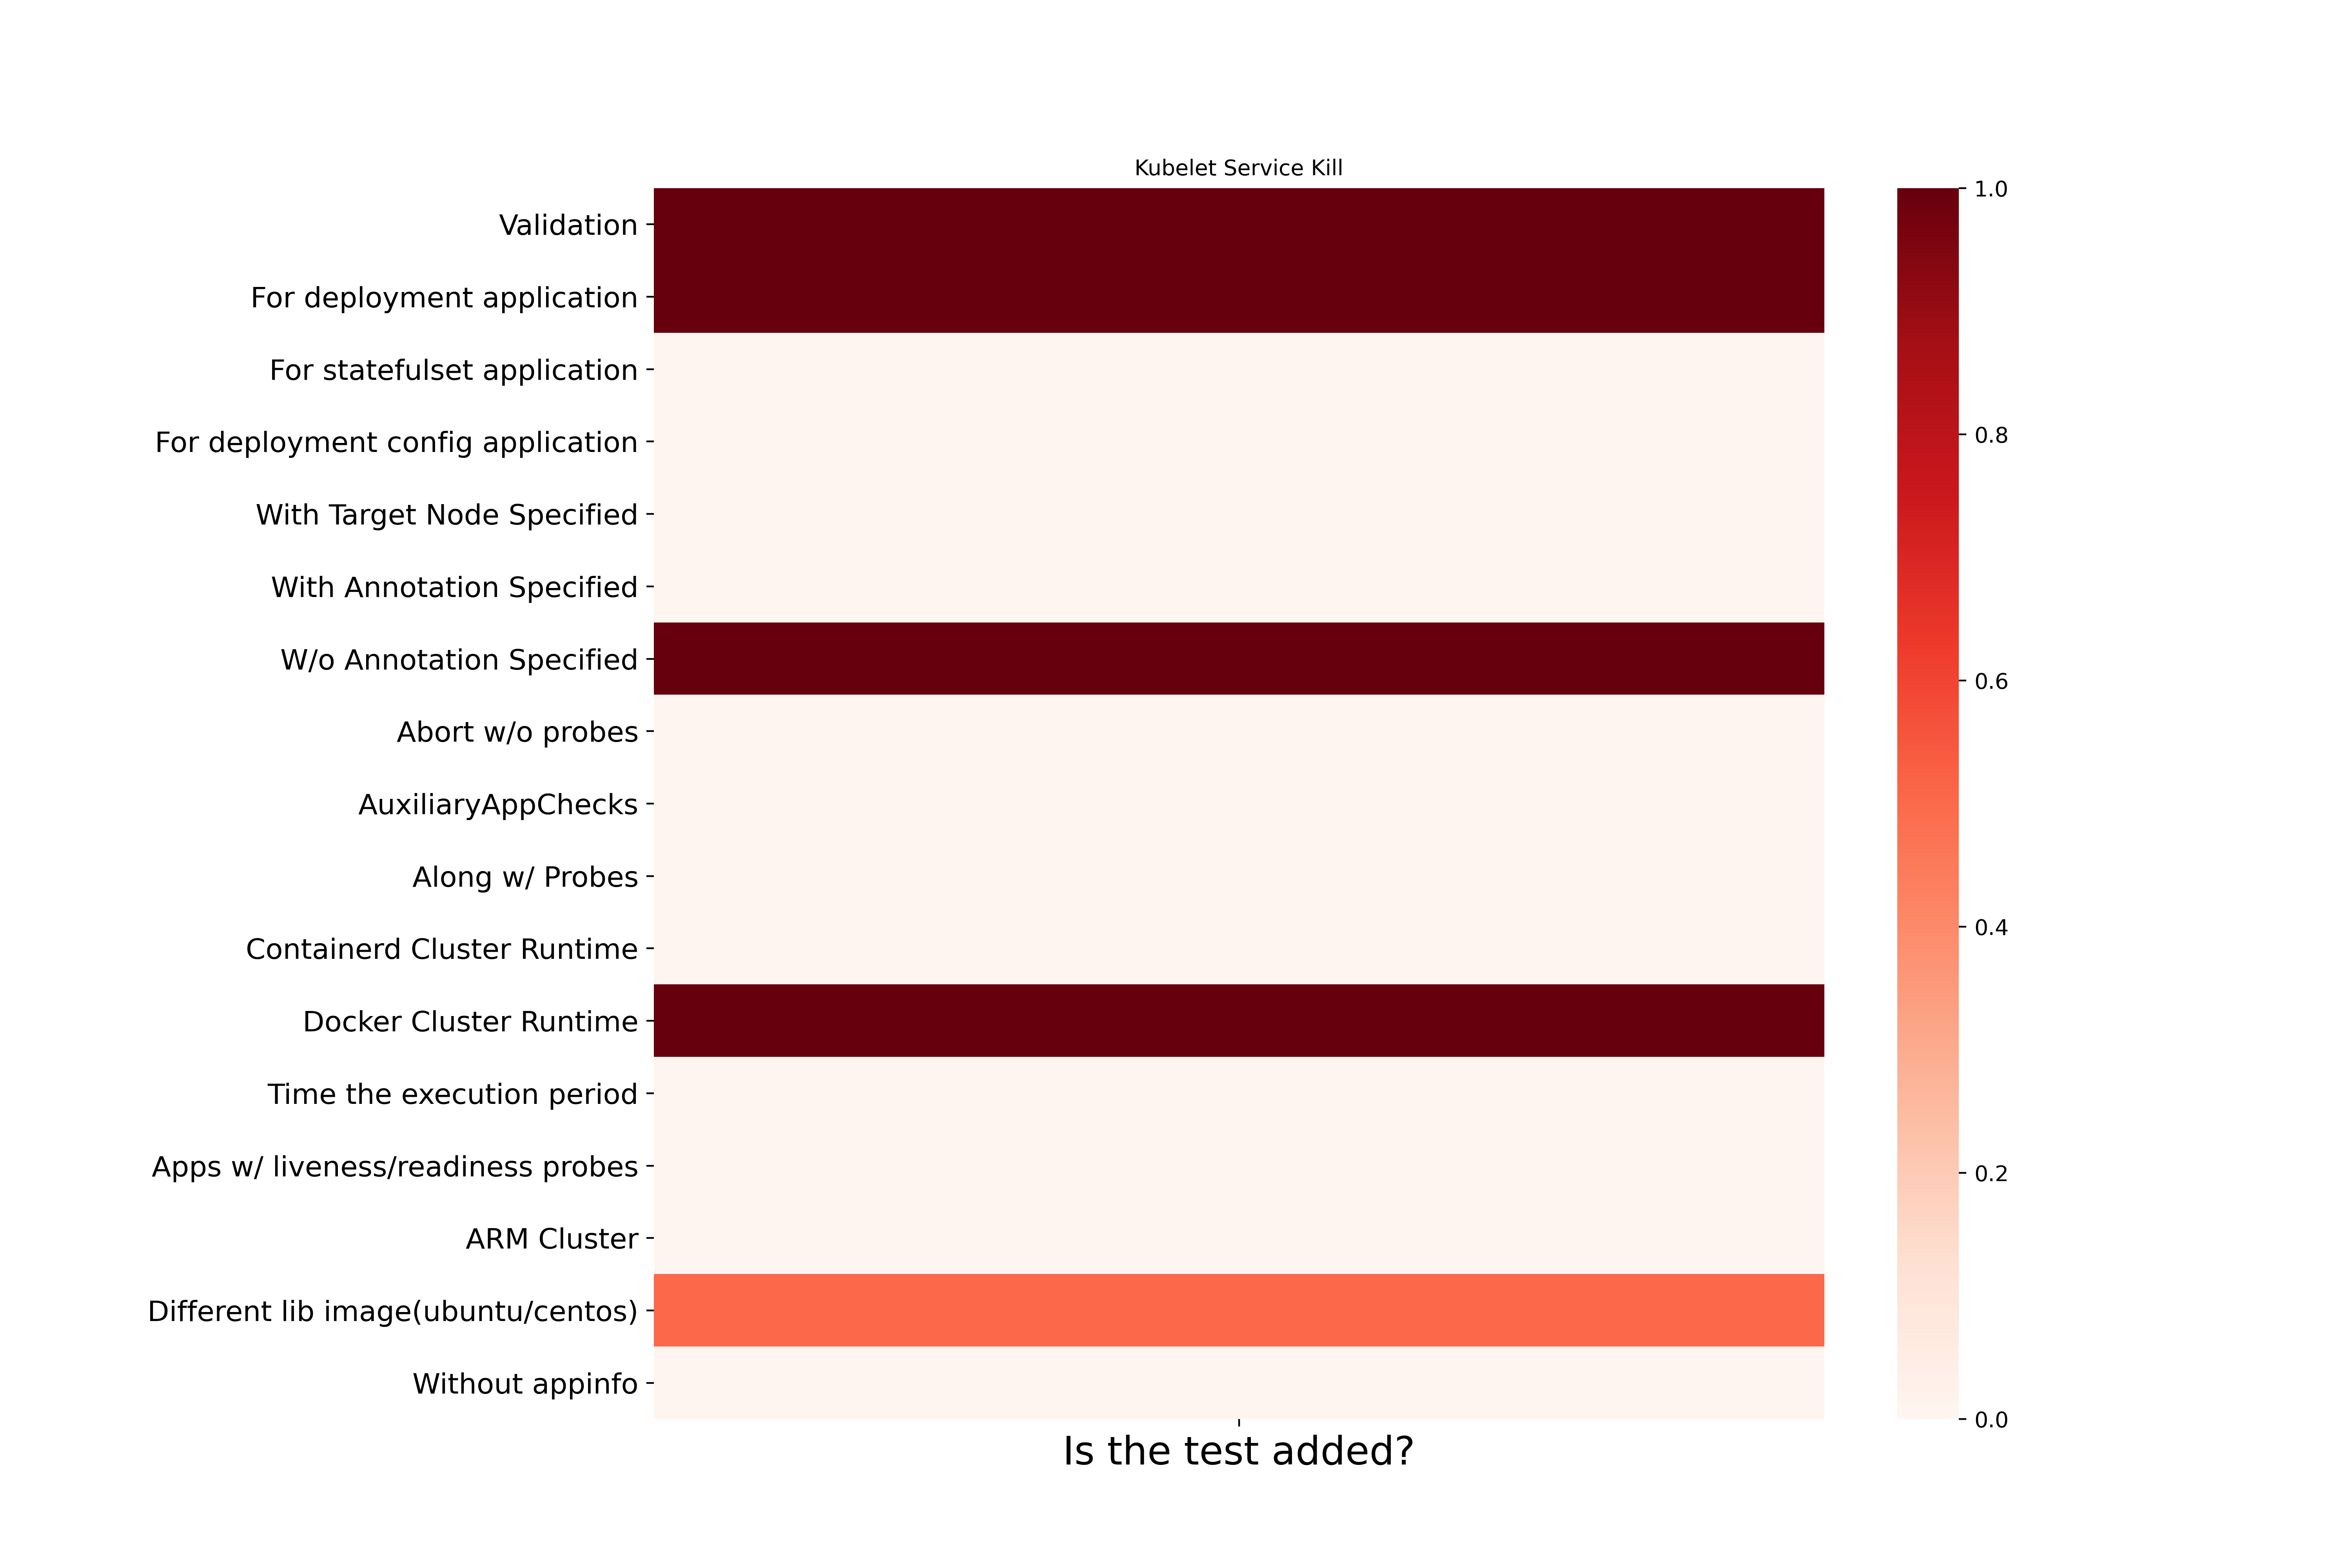 Kubelet Service Kill
Validation
For deployment application
For statefulset application
For deployment config application
With Target Node Specified
With Annotation Specified
W/o Annotation Specified
Abort w/o probes
AuxiliaryAppChecks
Along w/ Probes
Containerd Cluster Runtime
Docker Cluster Runtime
Time the execution period
Apps w/ liveness/readiness probes
ARM Cluster
Different lib image(ubuntu/centos)
Without appinfo
Is the test added?
1.0
0.8
0.6
0.4
0.2
0.0